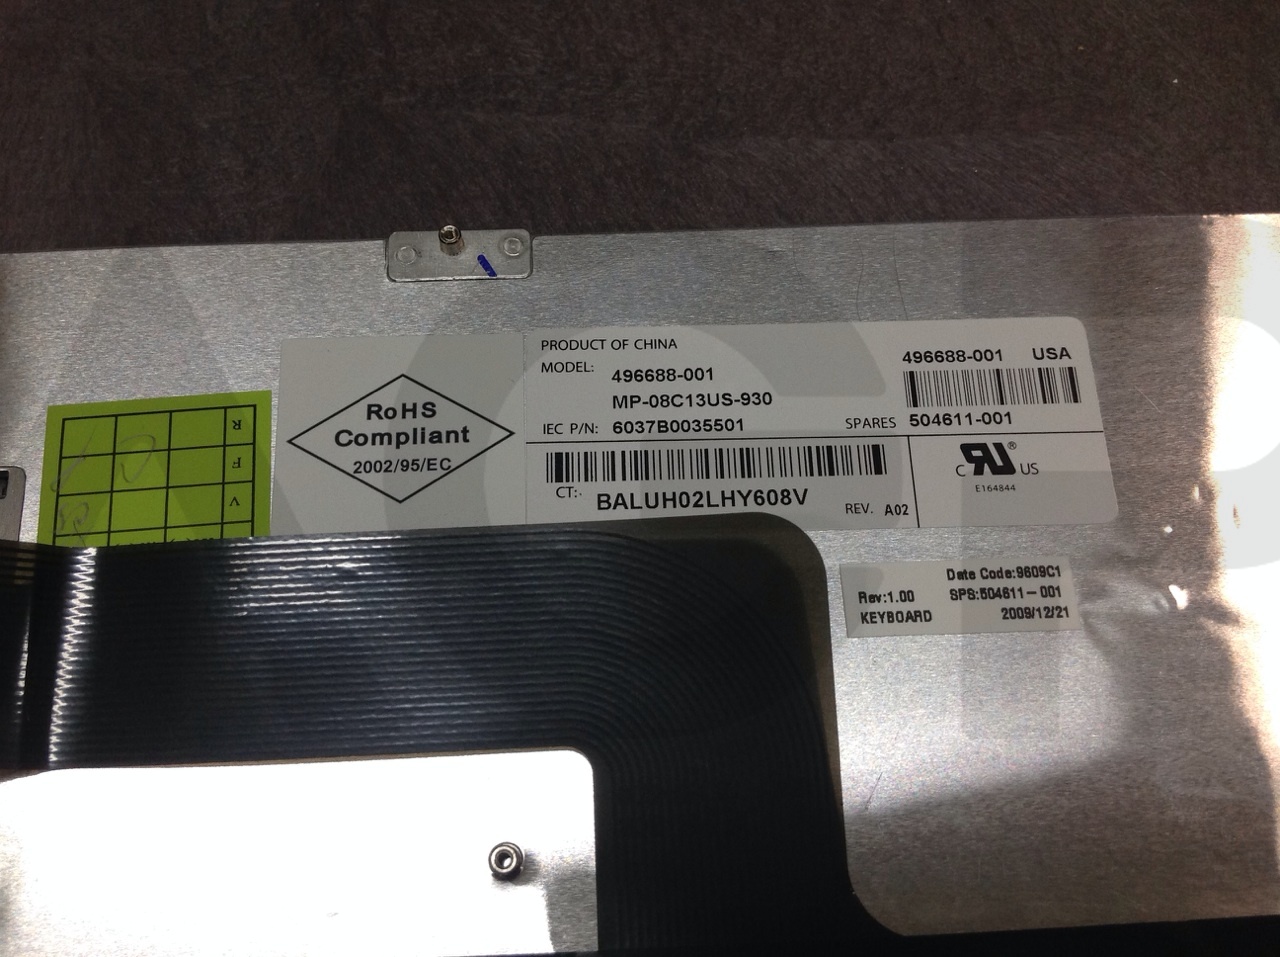 PRODUCT OF CHINA
MODEL:
496688-001
MP-08C13US-930
IEC P/N: 6037B0035501
496688-001 USA
SPARES 504611-001
RoHS
Compliant
2002/95/EC
CT:
BALUH02LHY608V
REV. A02
C RU ® US
E164844
R
F
V
Date Code:9609C1
Rev:1.00 SPS:504611-001
KEYBOARD 2009/12/21